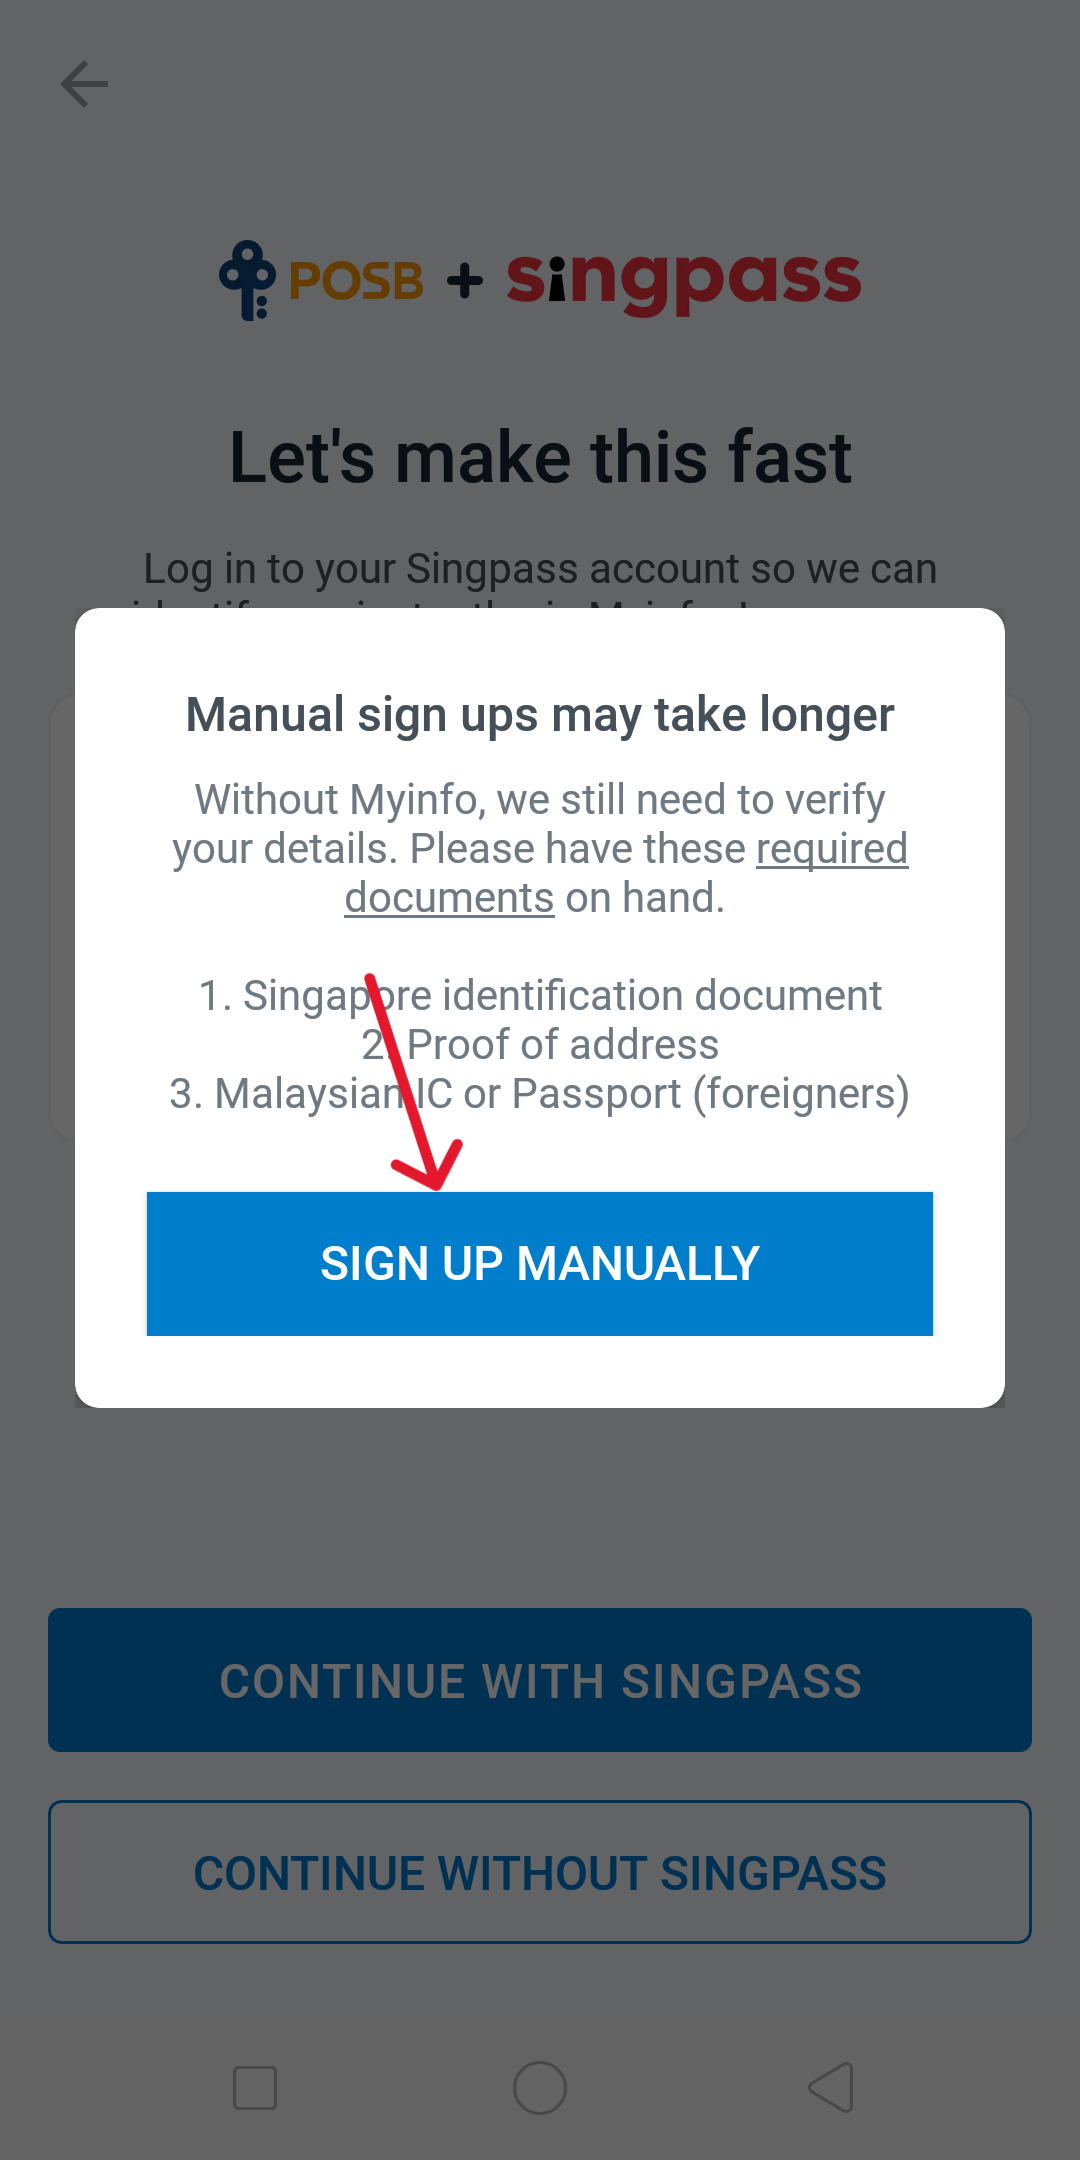 POSB + singpass
Let's make this fast
Log in to your Singpass account so we can
Manual sign ups may take longer
Without Myinfo, we still need to verify
your details. Please have these required
documents on hand.
1. Singapore identification document
2. Proof of address
3. Malaysian IC or Passport (foreigners)
SIGN UP MANUALLY
CONTINUE WITH SINGPASS
CONTINUE WITHOUT SINGPASS